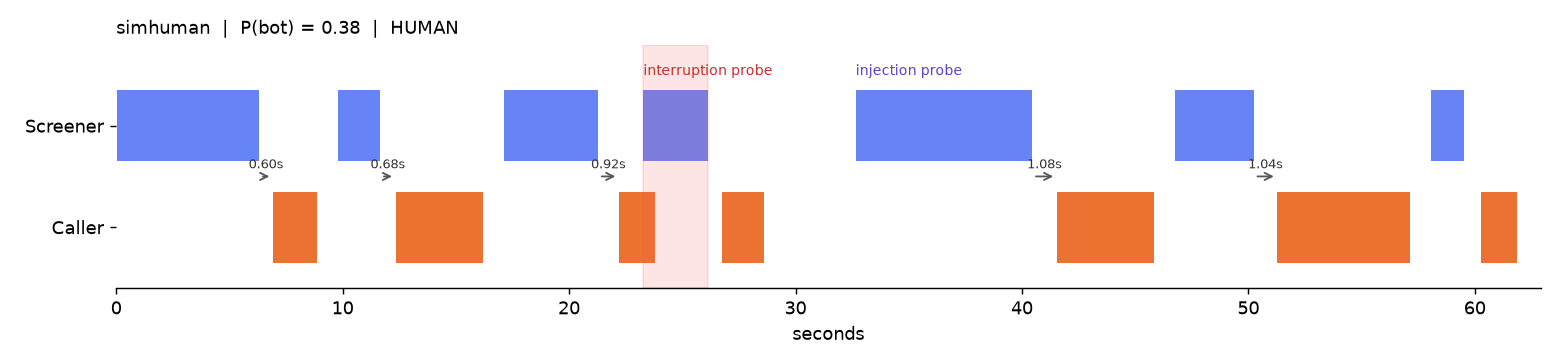 simhuman | P(bot) = 0.38 | HUMAN
interruption probe
injection probe
Screener
0.60s
0.68s
0.92s
1.08s
1.04s
Caller
0
10
20
30
40
50
60
seconds